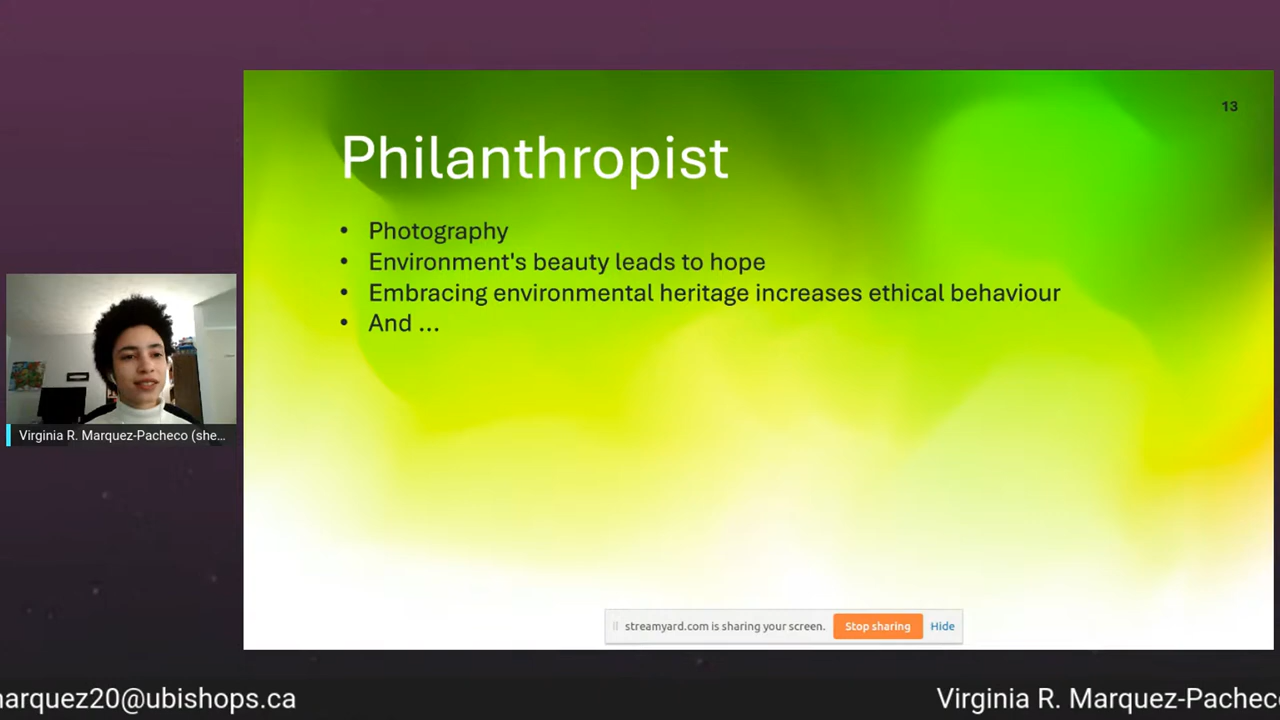 13
Philanthropist
• Photography
• Environment's beauty leads to hope
• Embracing environmental heritage increases ethical behaviour
• And ...
Virginia R. Marquez-Pacheco (she...
streamyard.com is sharing your screen. Stop sharing Hide
arquez20@ubishops.ca
Virginia R. Marquez-Pachec